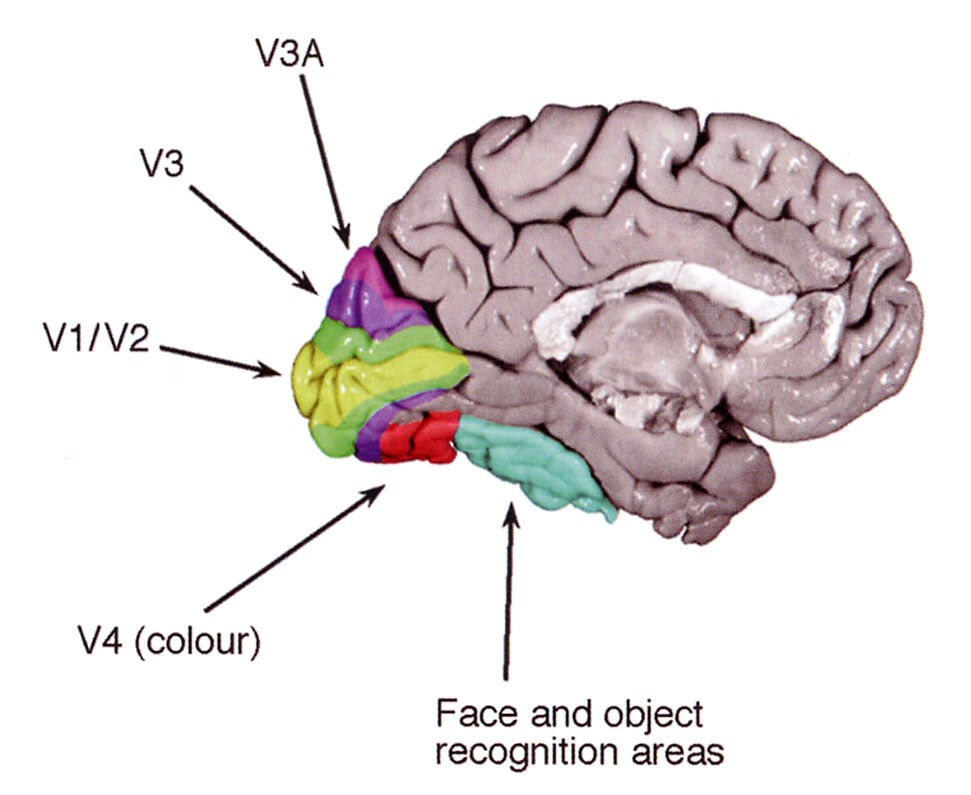 V3A
V3
V1/V2
V4 (colour)
Face and object
recognition areas